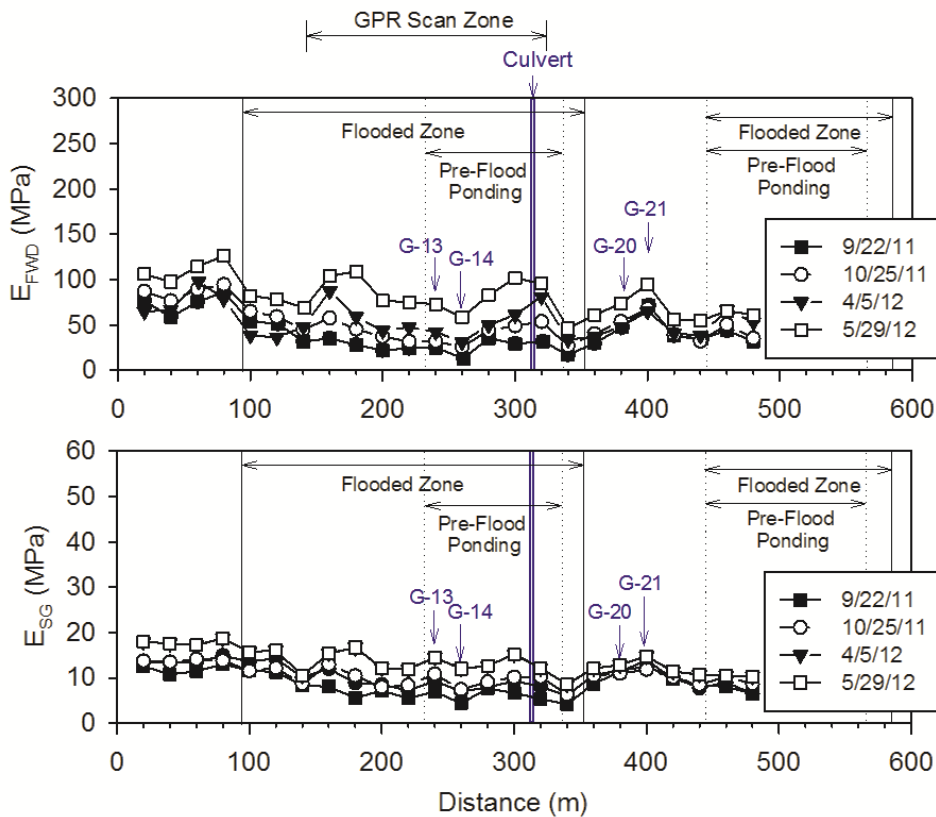 GPR Scan Zone
Culvert
300
250
200
150
100
50
0
E_FWD (MPa)
Flooded Zone
Pre-Flood
Ponding
G-13
G-14
G-20
G-21
Flooded Zone
Pre-Flood
Ponding
9/22/11
10/25/11
4/5/12
5/29/12
0 100 200 300 400 500 600
60
50
40
30
20
10
0
E_SG (MPa)
Flooded Zone
Pre-Flood
Ponding
G-13
G-14
G-20
G-21
Flooded Zone
Pre-Flood
Ponding
9/22/11
10/25/11
4/5/12
5/29/12
0 100 200 300 400 500 600
Distance (m)